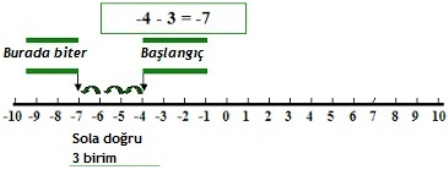 -4 - 3 = -7
Burada biter
Başlangıç
-10 -9 -8 -7 -6 -5 -4 -3 -2 -1 0 1 2 3 4 5 6 7 8 9 10
Sola doğru
3 birim